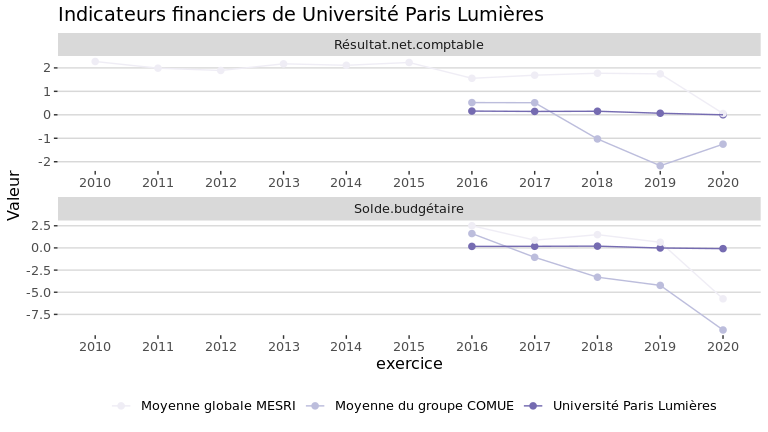 Indicateurs financiers de Université Paris Lumières
Résultat.net.comptable
2
1
0
-1
-2
2010 2011 2012 2013 2014 2015 2016 2017 2018 2019 2020
Valeur
Solde.budgétaire
2.5
0.0
-2.5
-5.0
-7.5
2010 2011 2012 2013 2014 2015 2016 2017 2018 2019 2020
exercice
Moyenne globale MESRI Moyenne du groupe COMUE Université Paris Lumières